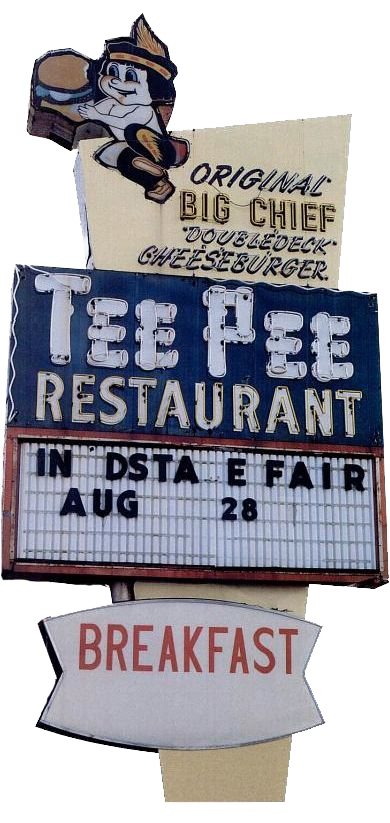 ORIGINAL
BIG CHIEF
"DOUBLEDECK"
CHEESEBURGER
TEE PEE
RESTAURANT
IN DSTA E FAIR
AUG 28
BREAKFAST